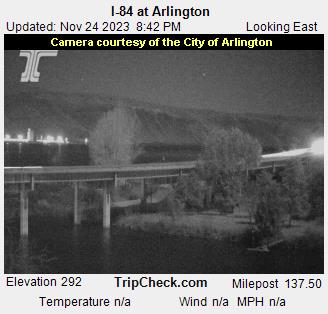 I-84 at Arlington
Updated: Nov 24 2023 8:42 PM Looking East
Camera courtesy of the City of Arlington
Elevation 292 TripCheck.com Milepost 137.50
Temperature n/a Wind n/a MPH n/a